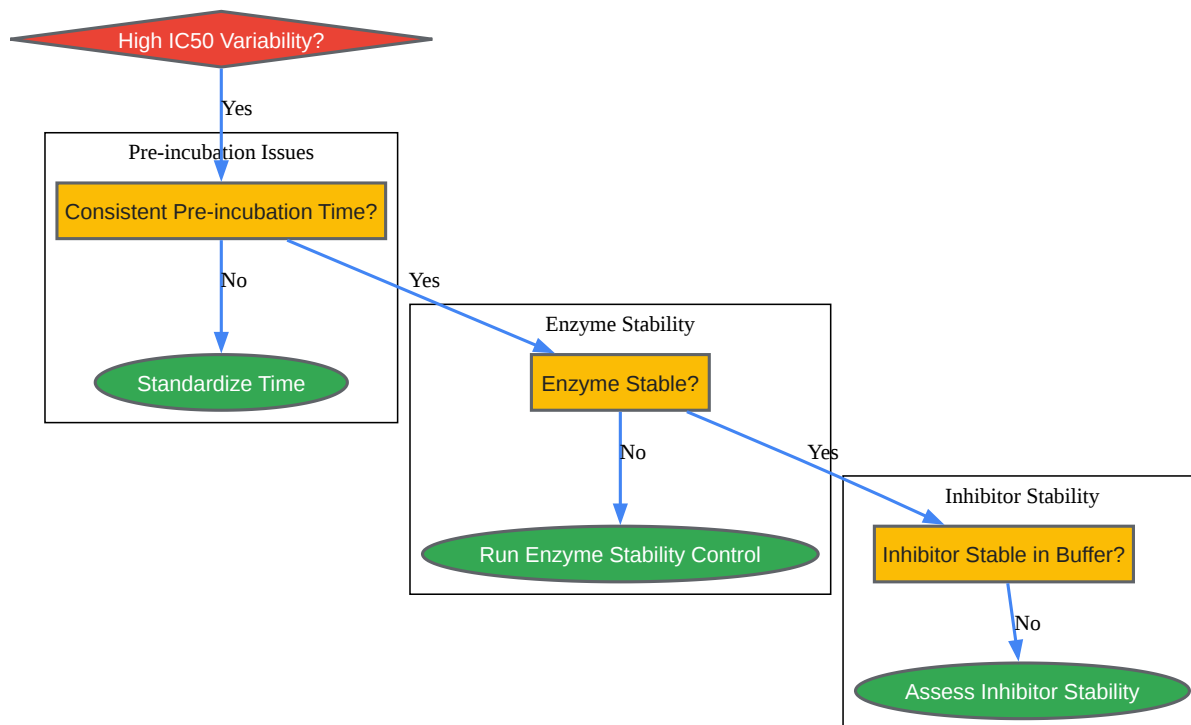 High IC50 Variability?
Yes
Pre-incubation Issues
Consistent Pre-incubation Time?
No
Yes
Standardize Time
Enzyme Stability
Enzyme Stable?
No
Yes
Run Enzyme Stability Control
Inhibitor Stability
Inhibitor Stable in Buffer?
No
Assess Inhibitor Stability